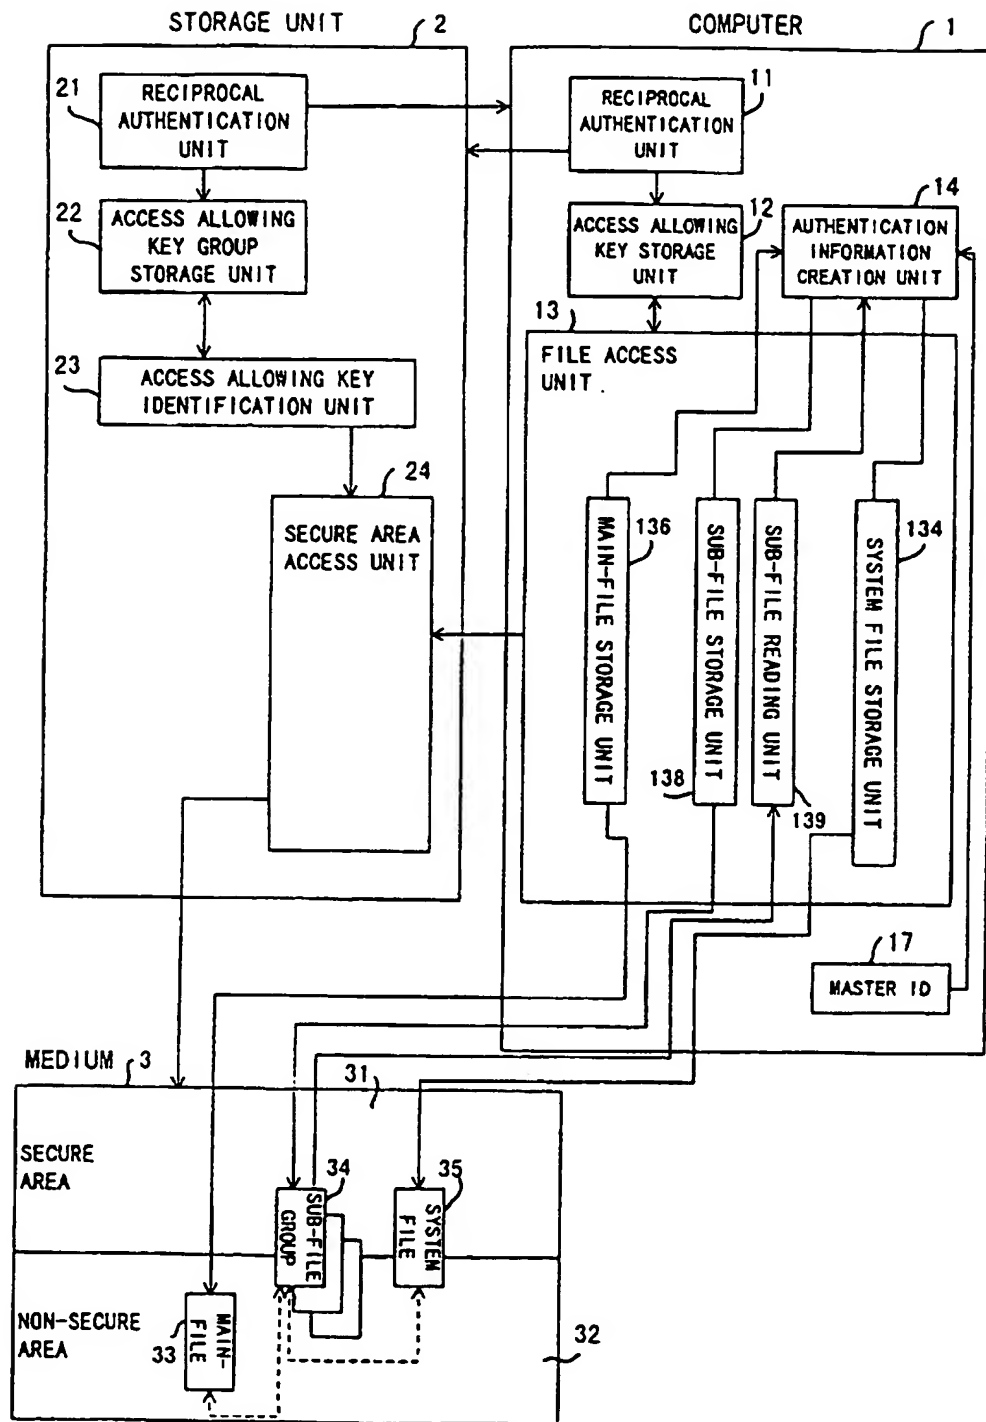 STORAGE UNIT
2
COMPUTER
1
21
RECIPROCAL
AUTHENTICATION
UNIT
22
ACCESS ALLOWING
KEY GROUP
STORAGE UNIT
23
ACCESS ALLOWING KEY
IDENTIFICATION UNIT
24
SECURE AREA
ACCESS UNIT
11
RECIPROCAL
AUTHENTICATION
UNIT
12
ACCESS ALLOWING
KEY STORAGE
UNIT
14
AUTHENTICATION
INFORMATION
CREATION UNIT
13
FILE ACCESS
UNIT
MAIN-FILE STORAGE UNIT
136
SUB-FILE STORAGE UNIT
138
SUB-FILE READING UNIT
139
SYSTEM FILE STORAGE UNIT
134
17
MASTER ID
MEDIUM 3
31
SECURE
AREA
34
SUB-FILE
GROUP
35
SYSTEM
FILE
NON-SECURE
AREA
33
MAIN-
FILE
32